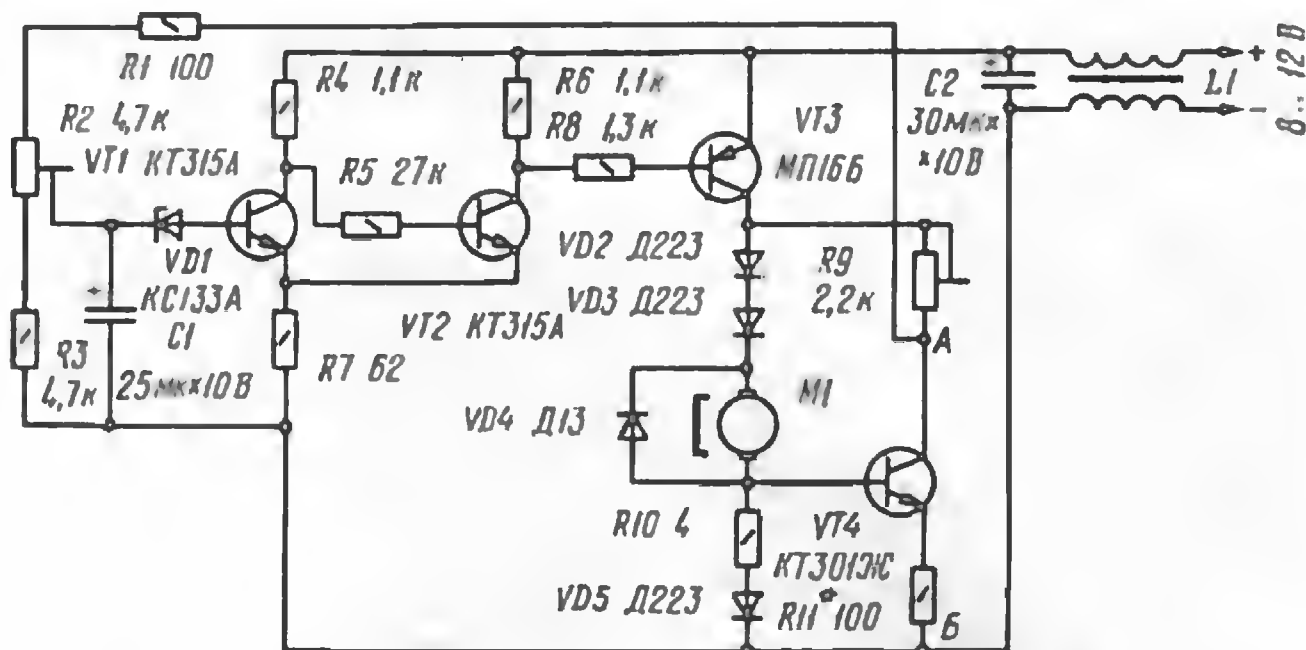 R1 100
R2 4,7к
VT1 КТ315А
R4 1,1к
R5 27к
R6 1,1к
R8 1,3к
VT3
МП16Б
C2
30мк×
×10В
L1
+
−
8...12 В
VD1
КС133А
C1
25мк×10В
R3
4,7к
R7 62
VT2 КТ315А
VD2 Д223
VD3 Д223
R9
2,2к
А
VD4 Д13
М1
R10 4
VT4
КТ301Ж
VD5 Д223
R11* 100
Б